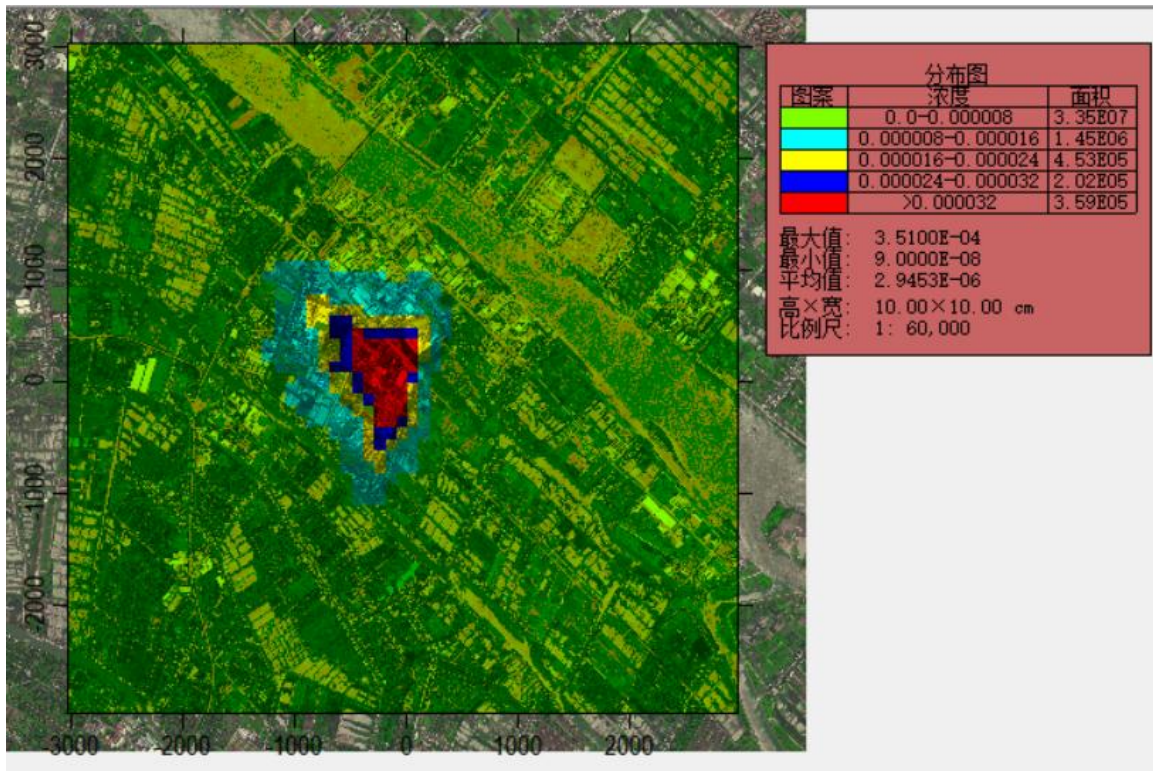 分布图
图案 浓度 面积
0.0-0.000008 3.35E07
0.000008-0.000016 1.45E06
0.000016-0.000024 4.53E05
0.000024-0.000032 2.02E05
>0.000032 3.59E05
最大值: 3.5100E-04
最小值: 9.0000E-08
平均值: 2.9453E-06
高×宽: 10.00×10.00 cm
比例尺: 1: 60,000
3000
2000
1000
0
-1000
-2000
-3000 -2000 -1000 0 1000 2000